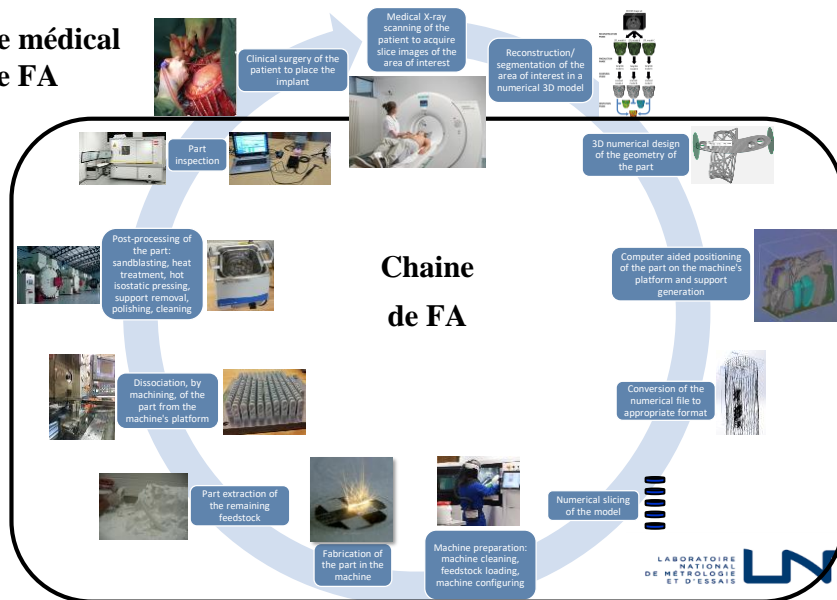 e médical
e FA
Clinical surgery of the
patient to place the
implant
Medical X-ray
scanning of the
patient to acquire
slice images of the
area of interest
Reconstruction/
segmentation of the
area of interest in a
numerical 3D model
Part
inspection
3D numerical design
of the geometry of
the part
Post-processing of
the part:
sandblasting, heat
treatment, hot
isostatic pressing,
support removal,
polishing, cleaning
Chaine
de FA
Computer aided positioning
of the part on the machine's
platform and support
generation
Dissociation, by
machining, of the
part from the
machine's platform
Conversion of the
numerical file to
appropriate format
Part extraction of
the remaining
feedstock
Fabrication of
the part in the
machine
Machine preparation:
machine cleaning,
feedstock loading,
machine configuring
Numerical slicing
of the model
LABORATOIRE
NATIONAL
DE MÉTROLOGIE
ET D'ESSAIS
LN